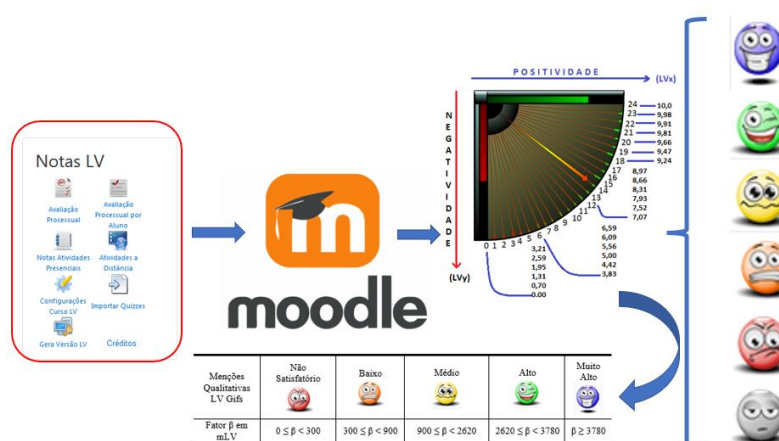 Notas LV
Avaliação
Processual
Avaliação
Processual por
Aluno
Notas Atividades
Presenciais
Atividades a
Distância
Configurações
Curso LV
Importar Quizzes
Gera Versão LV
Créditos
m
moodle
POSITIVIDADE
(LVx)
NEGATIVIDADE
(LVy)
24 10,0
23 9,98
22 9,91
21 9,81
20 9,66
19 9,47
18 9,24
17
16
15
14
13
12
8,97
8,66
8,31
7,93
7,52
7,07
0 1 2 3 4 5 6 7 8 9 10 11
6,59
6,09
5,56
5,00
4,42
3,83
3,21
2,59
1,95
1,31
0,70
0.00
Menções
Qualitativas
LV Gifs
Não
Satisfatório
Baixo
Médio
Alto
Muito
Alto
Fator β em
mLV
0 ≤ β < 300
300 ≤ β < 900
900 ≤ β < 2620
2620 ≤ β < 3780
β ≥ 3780